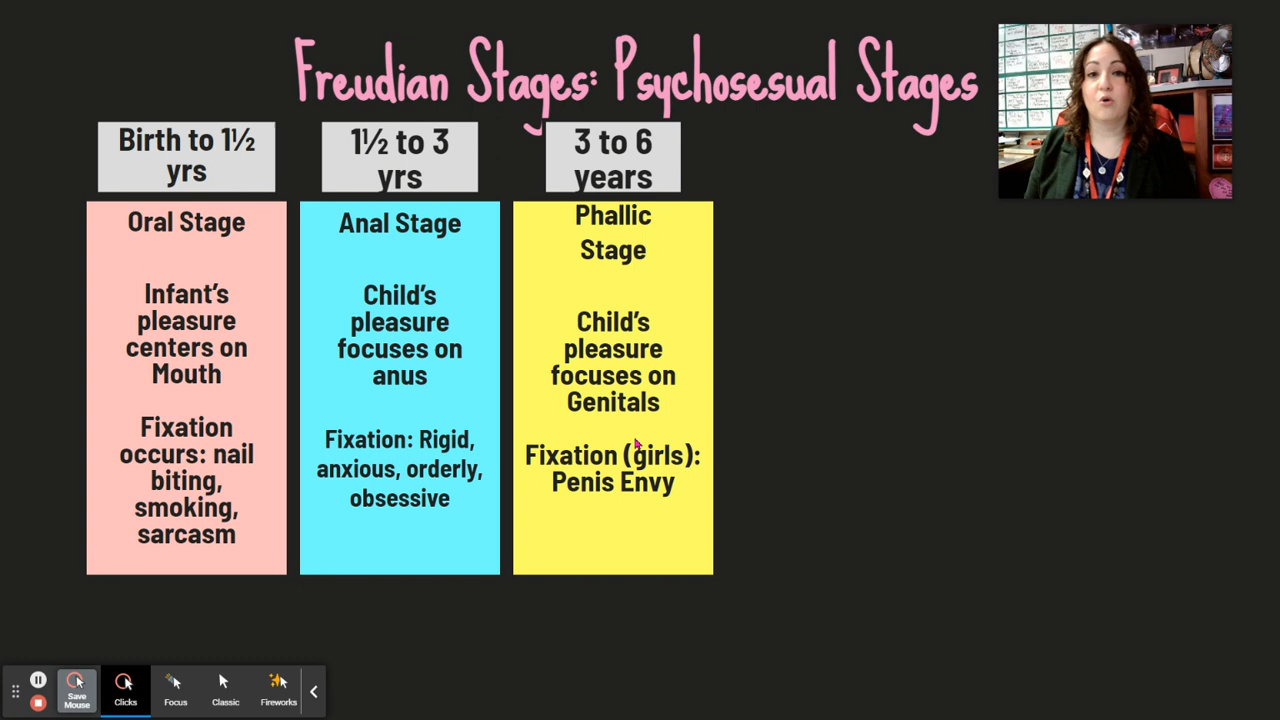 Freudian Stages: Psychosesual Stages
Birth to 1½
yrs
1½ to 3
yrs
3 to 6
years
Oral Stage
Infant's
pleasure
centers on
Mouth
Fixation
occurs: nail
biting,
smoking,
sarcasm
Anal Stage
Child's
pleasure
focuses on
anus
Fixation: Rigid,
anxious, orderly,
obsessive
Phallic
Stage
Child's
pleasure
focuses on
Genitals
Fixation (girls):
Penis Envy
Save
Mouse
Clicks
Focus
Classic
Fireworks